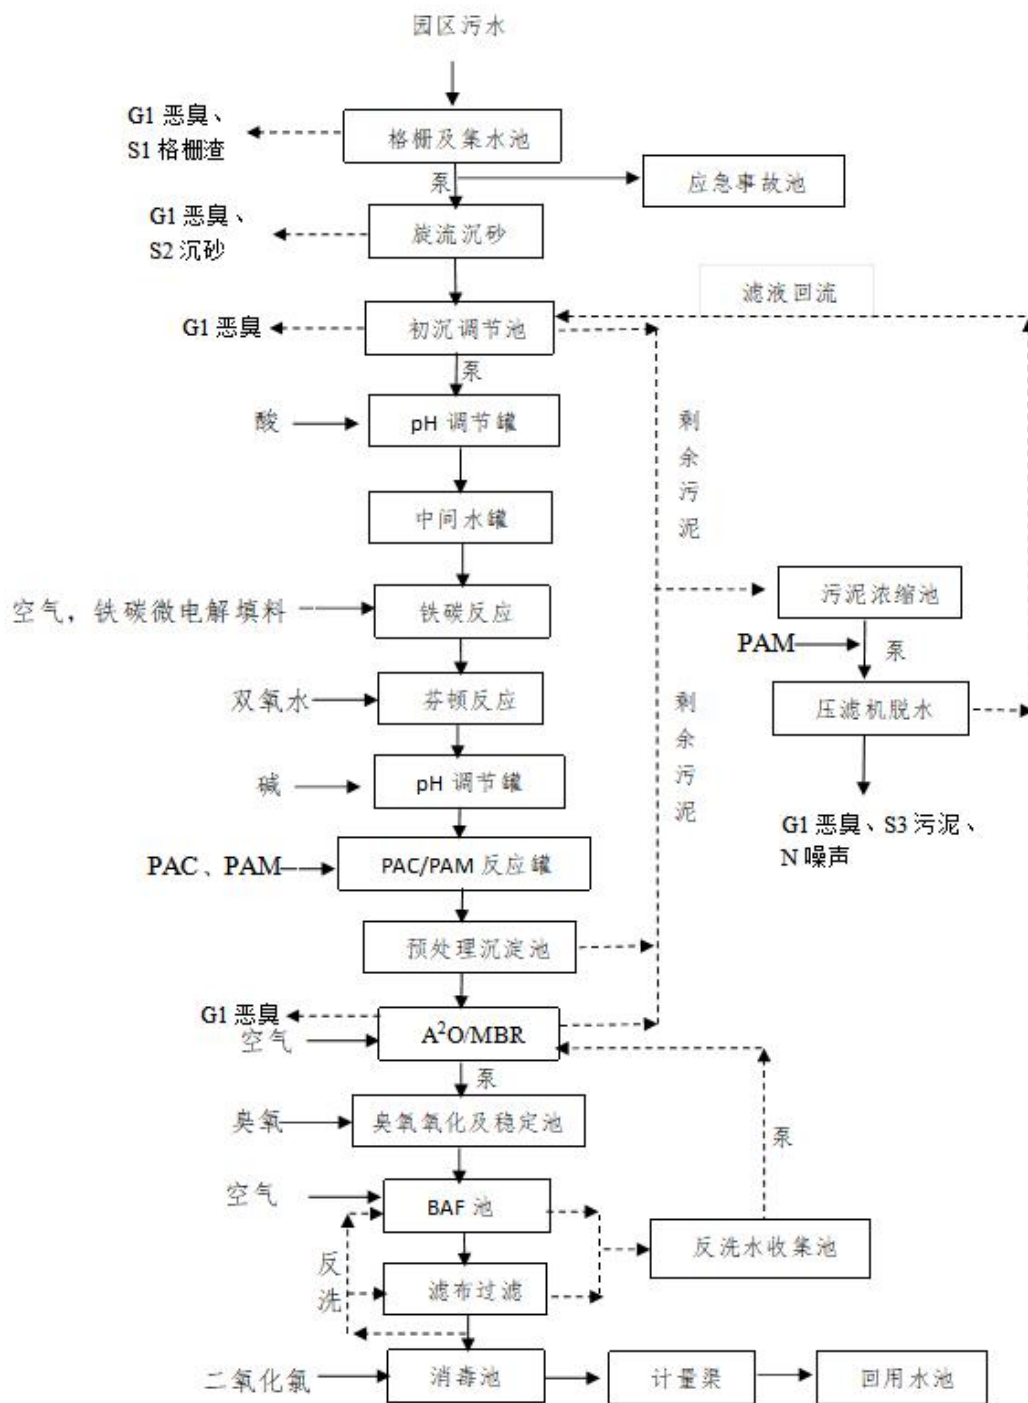 园区污水
G1 恶臭、
S1 格栅渣
格栅及集水池
泵
应急事故池
G1 恶臭、
S2 沉砂
旋流沉砂
滤液回流
G1 恶臭
初沉调节池
泵
酸
pH 调节罐
剩余污泥
中间水罐
空气，铁碳微电解填料
铁碳反应
污泥浓缩池
PAM
泵
双氧水
芬顿反应
剩余污泥
压滤机脱水
碱
pH 调节罐
G1 恶臭、S3 污泥、
N 噪声
PAC、PAM
PAC/PAM 反应罐
预处理沉淀池
G1 恶臭
空气
A²O/MBR
泵
臭氧
臭氧氧化及稳定池
泵
空气
BAF 池
反洗
反洗水收集池
滤布过滤
二氧化氯
消毒池
计量渠
回用水池